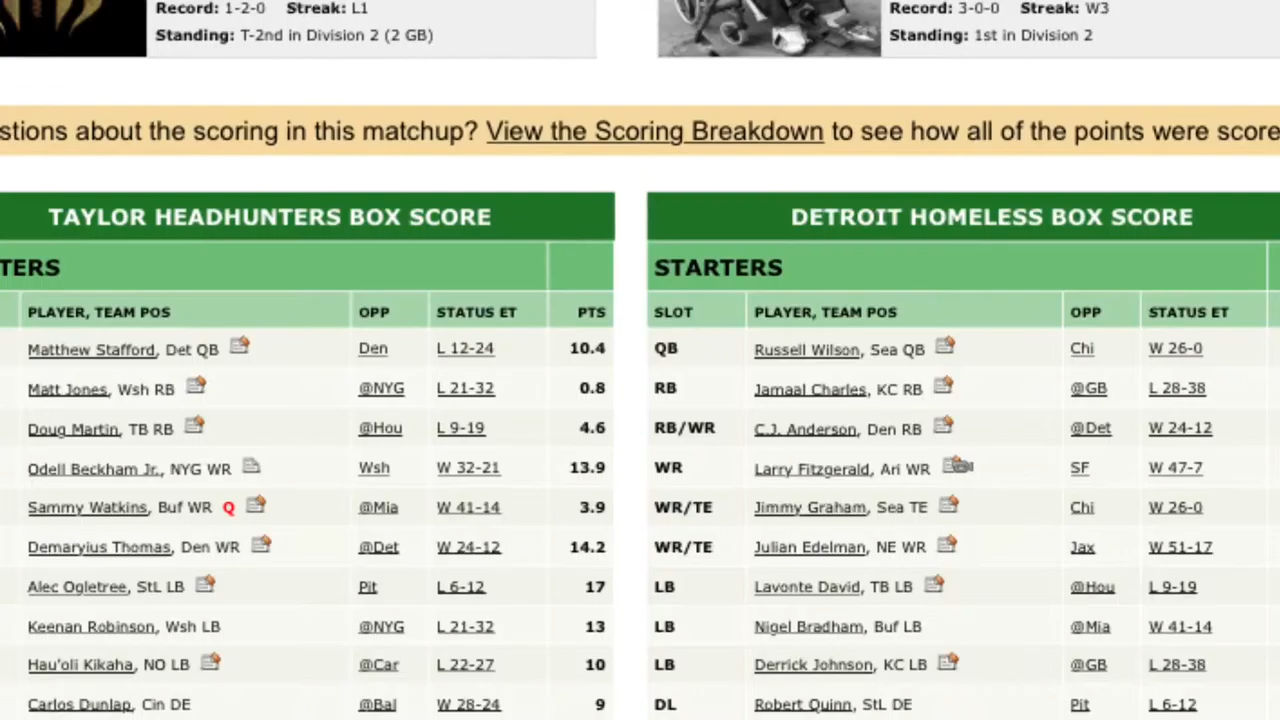 Record: 1-2-0 Streak: L1
Standing: T-2nd in Division 2 (2 GB)
Record: 3-0-0 Streak: W3
Standing: 1st in Division 2
stions about the scoring in this matchup? View the Scoring Breakdown to see how all of the points were score
TAYLOR HEADHUNTERS BOX SCORE
TERS
PLAYER, TEAM POS OPP STATUS ET PTS
Matthew Stafford, Det QB Den L 12-24 10.4
Matt Jones, Wsh RB @NYG L 21-32 0.8
Doug Martin, TB RB @Hou L 9-19 4.6
Odell Beckham Jr., NYG WR Wsh W 32-21 13.9
Sammy Watkins, Buf WR Q @Mia W 41-14 3.9
Demaryius Thomas, Den WR @Det W 24-12 14.2
Alec Ogletree, StL LB Pit L 6-12 17
Keenan Robinson, Wsh LB @NYG L 21-32 13
Hau'oli Kikaha, NO LB @Car L 22-27 10
Carlos Dunlap, Cin DE @Bal W 28-24 9
DETROIT HOMELESS BOX SCORE
STARTERS
SLOT PLAYER, TEAM POS OPP STATUS ET
QB Russell Wilson, Sea QB Chi W 26-0
RB Jamaal Charles, KC RB @GB L 28-38
RB/WR C.J. Anderson, Den RB @Det W 24-12
WR Larry Fitzgerald, Ari WR SF W 47-7
WR/TE Jimmy Graham, Sea TE Chi W 26-0
WR/TE Julian Edelman, NE WR Jax W 51-17
LB Lavonte David, TB LB @Hou L 9-19
LB Nigel Bradham, Buf LB @Mia W 41-14
LB Derrick Johnson, KC LB @GB L 28-38
DL Robert Quinn, StL DE Pit L 6-12